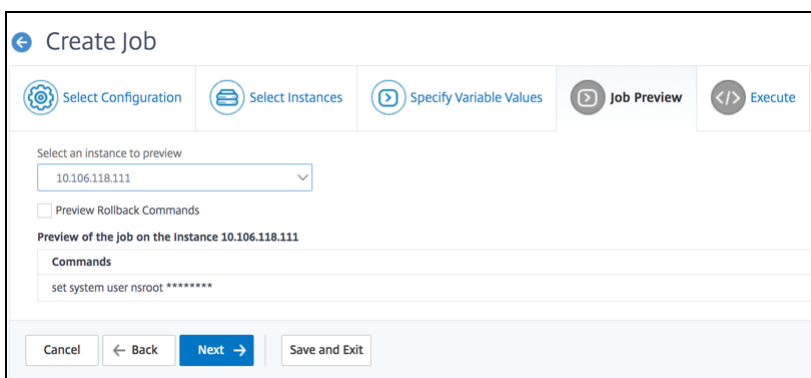 Create Job
Select Configuration Select Instances Specify Variable Values Job Preview </> Execute
Select an instance to preview
10.106.118.111
Preview Rollback Commands
Preview of the job on the Instance 10.106.118.111
Commands
set system user nsroot ********
Cancel ← Back Next → Save and Exit